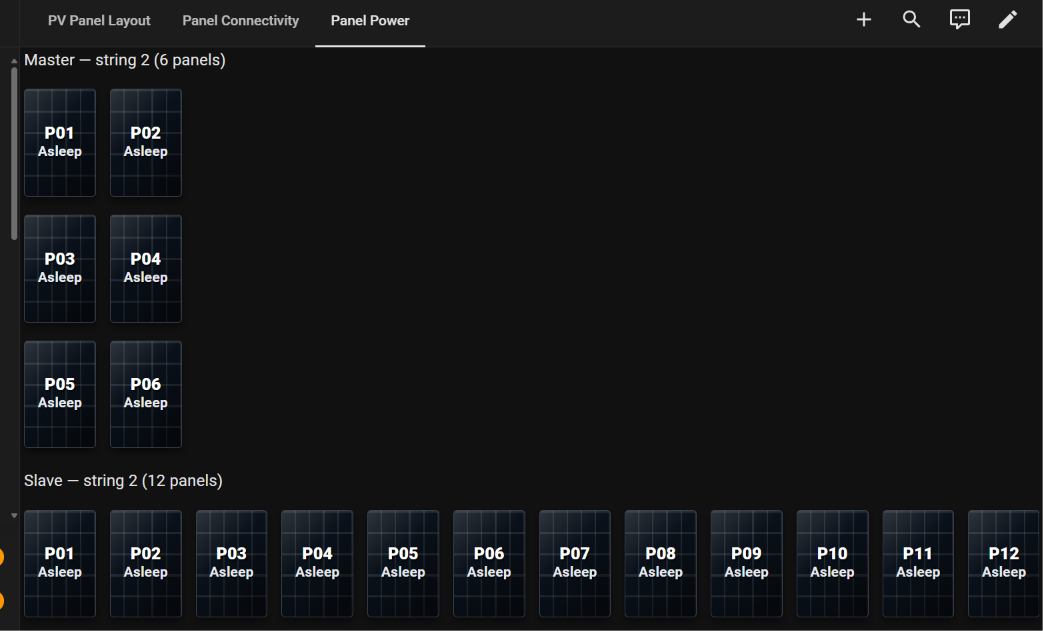 PV Panel Layout Panel Connectivity Panel Power
Master — string 2 (6 panels)
P01 P02
Asleep Asleep
P03 P04
Asleep Asleep
P05 P06
Asleep Asleep
Slave — string 2 (12 panels)
P01 P02 P03 P04 P05 P06 P07 P08 P09 P10 P11 P12
Asleep Asleep Asleep Asleep Asleep Asleep Asleep Asleep Asleep Asleep Asleep Asleep